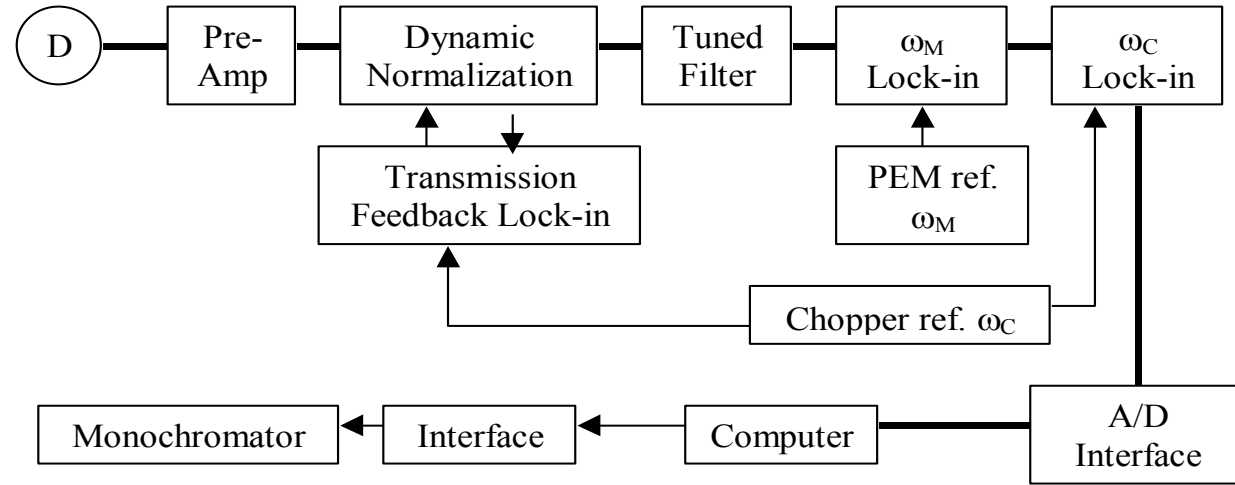 D
Pre-
Amp
Dynamic
Normalization
Tuned
Filter
ωM
Lock-in
ωC
Lock-in
Transmission
Feedback Lock-in
PEM ref.
ωM
Chopper ref. ωC
Monochromator
Interface
Computer
A/D
Interface